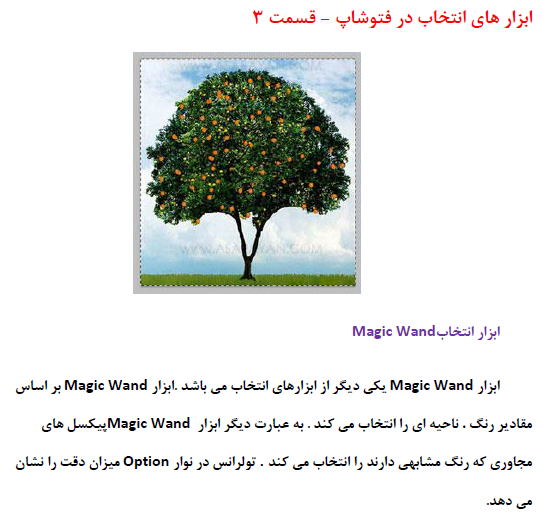 ابزار های انتخاب در فتوشاپ – قسمت ۳
ابزار انتخابMagic Wand
ابزار Magic Wand یکی دیگر از ابزارهای انتخاب می باشد .ابزار Magic Wand بر اساس
مقادیر رنگ ، ناحیه ای را انتخاب می کند . به عبارت دیگر ابزار Magic Wandپیکسل های
مجاوری که رنگ مشابهی دارند را انتخاب می کند . تولرانس در نوار Option میزان دقت را نشان
می دهد.